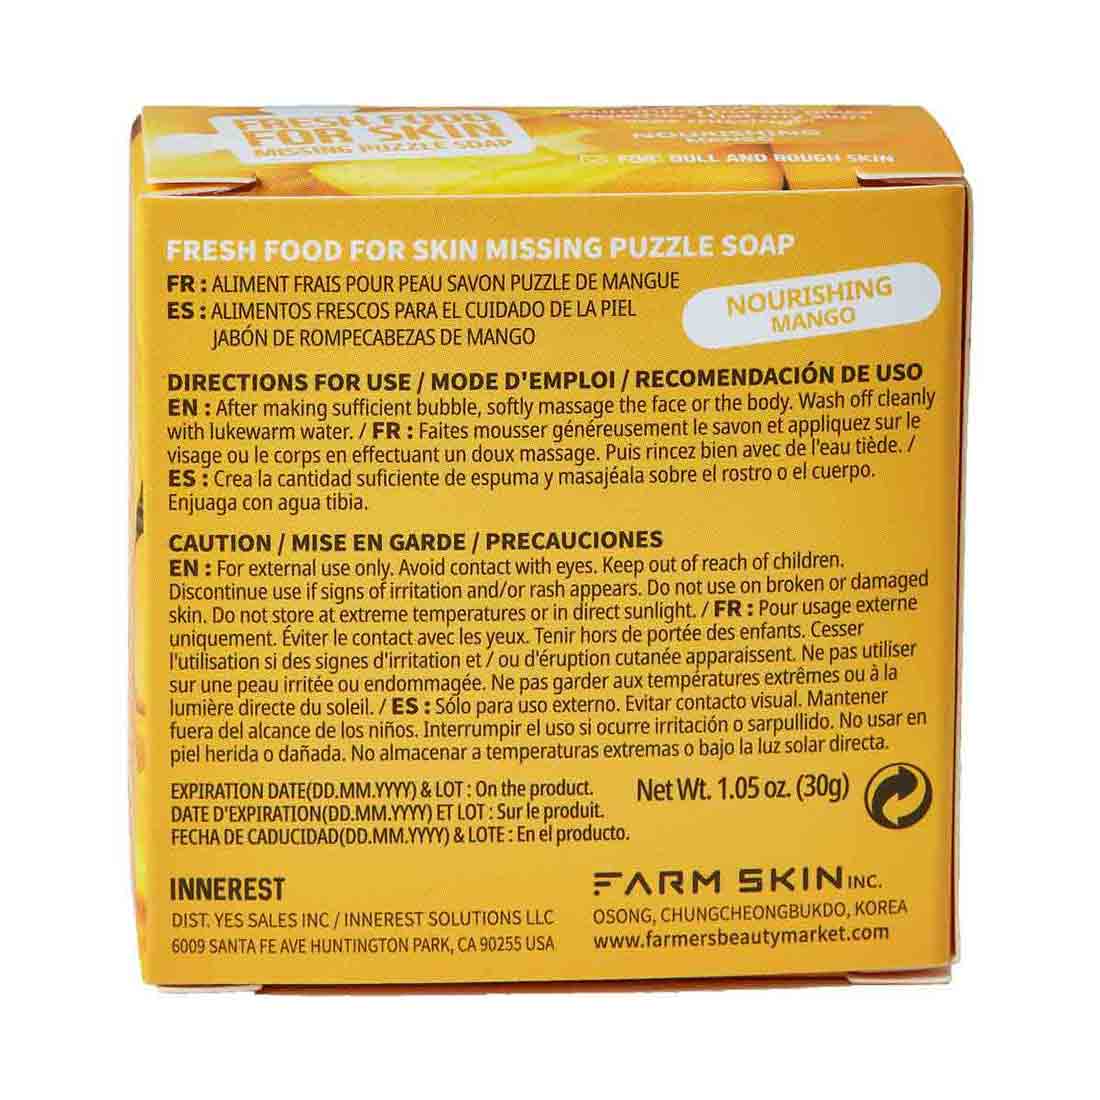 FRESH FOOD
FOR SKIN
MISSING PUZZLE SOAP
NOURISHING
MANGO
FOR DULL AND ROUGH SKIN
FRESH FOOD FOR SKIN MISSING PUZZLE SOAP
FR : ALIMENT FRAIS POUR PEAU SAVON PUZZLE DE MANGUE
ES : ALIMENTOS FRESCOS PARA EL CUIDADO DE LA PIEL
JABÓN DE ROMPECABEZAS DE MANGO
NOURISHING
MANGO
DIRECTIONS FOR USE / MODE D'EMPLOI / RECOMENDACIÓN DE USO
EN : After making sufficient bubble, softly massage the face or the body. Wash off cleanly
with lukewarm water. / FR : Faites mousser généreusement le savon et appliquez sur le
visage ou le corps en effectuant un doux massage. Puis rincez bien avec de l'eau tiède. /
ES : Crea la cantidad suficiente de espuma y masajéala sobre el rostro o el cuerpo.
Enjuaga con agua tibia.
CAUTION / MISE EN GARDE / PRECAUCIONES
EN : For external use only. Avoid contact with eyes. Keep out of reach of children.
Discontinue use if signs of irritation and/or rash appears. Do not use on broken or damaged
skin. Do not store at extreme temperatures or in direct sunlight. / FR : Pour usage externe
uniquement. Éviter le contact avec les yeux. Tenir hors de portée des enfants. Cesser
l'utilisation si des signes d'irritation et / ou d'éruption cutanée apparaissent. Ne pas utiliser
sur une peau irritée ou endommagée. Ne pas garder aux températures extrêmes ou à la
lumière directe du soleil. / ES : Sólo para uso externo. Evitar contacto visual. Mantener
fuera del alcance de los niños. Interrumpir el uso si ocurre irritación o sarpullido. No usar en
piel herida o dañada. No almacenar a temperaturas extremas o bajo la luz solar directa.
EXPIRATION DATE(DD.MM.YYYY) & LOT : On the product.
DATE D'EXPIRATION(DD.MM.YYYY) ET LOT : Sur le produit.
FECHA DE CADUCIDAD(DD.MM.YYYY) & LOTE : En el producto.
Net Wt. 1.05 oz. (30g)
INNEREST
DIST. YES SALES INC / INNEREST SOLUTIONS LLC
6009 SANTA FE AVE HUNTINGTON PARK, CA 90255 USA
FARM SKIN INC.
OSONG, CHUNGCHEONGBUKDO, KOREA
www.farmersbeautymarket.com